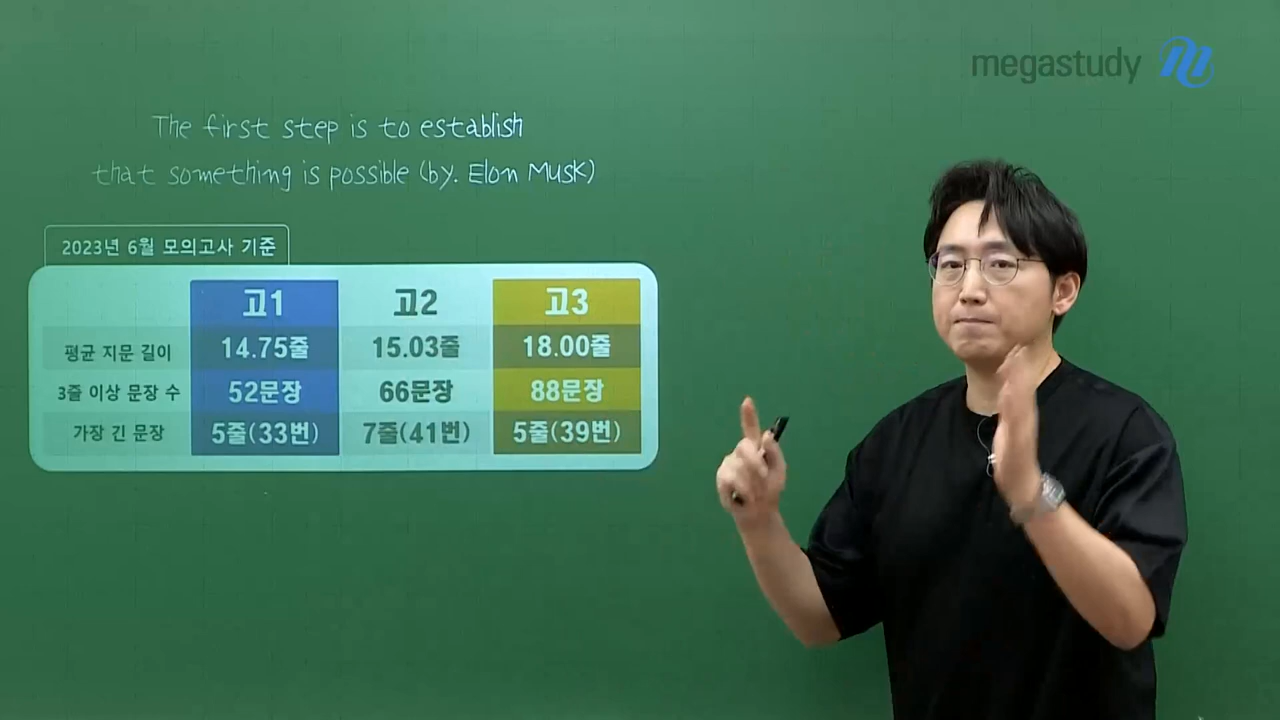 megastudy
The first step is to establish
that something is possible (by. Elon Musk)
2023년 6월 모의고사 기준
고1 고2 고3
평균 지문 길이 14.75줄 15.03줄 18.00줄
3줄 이상 문장 수 52문장 66문장 88문장
가장 긴 문장 5줄(33번) 7줄(41번) 5줄(39번)